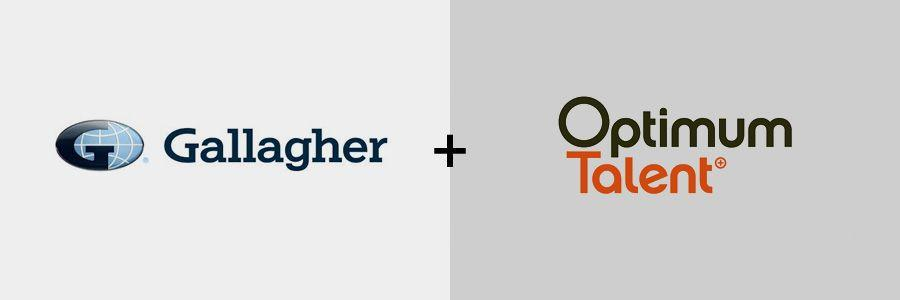 Gallagher
+
Optimum
Talent